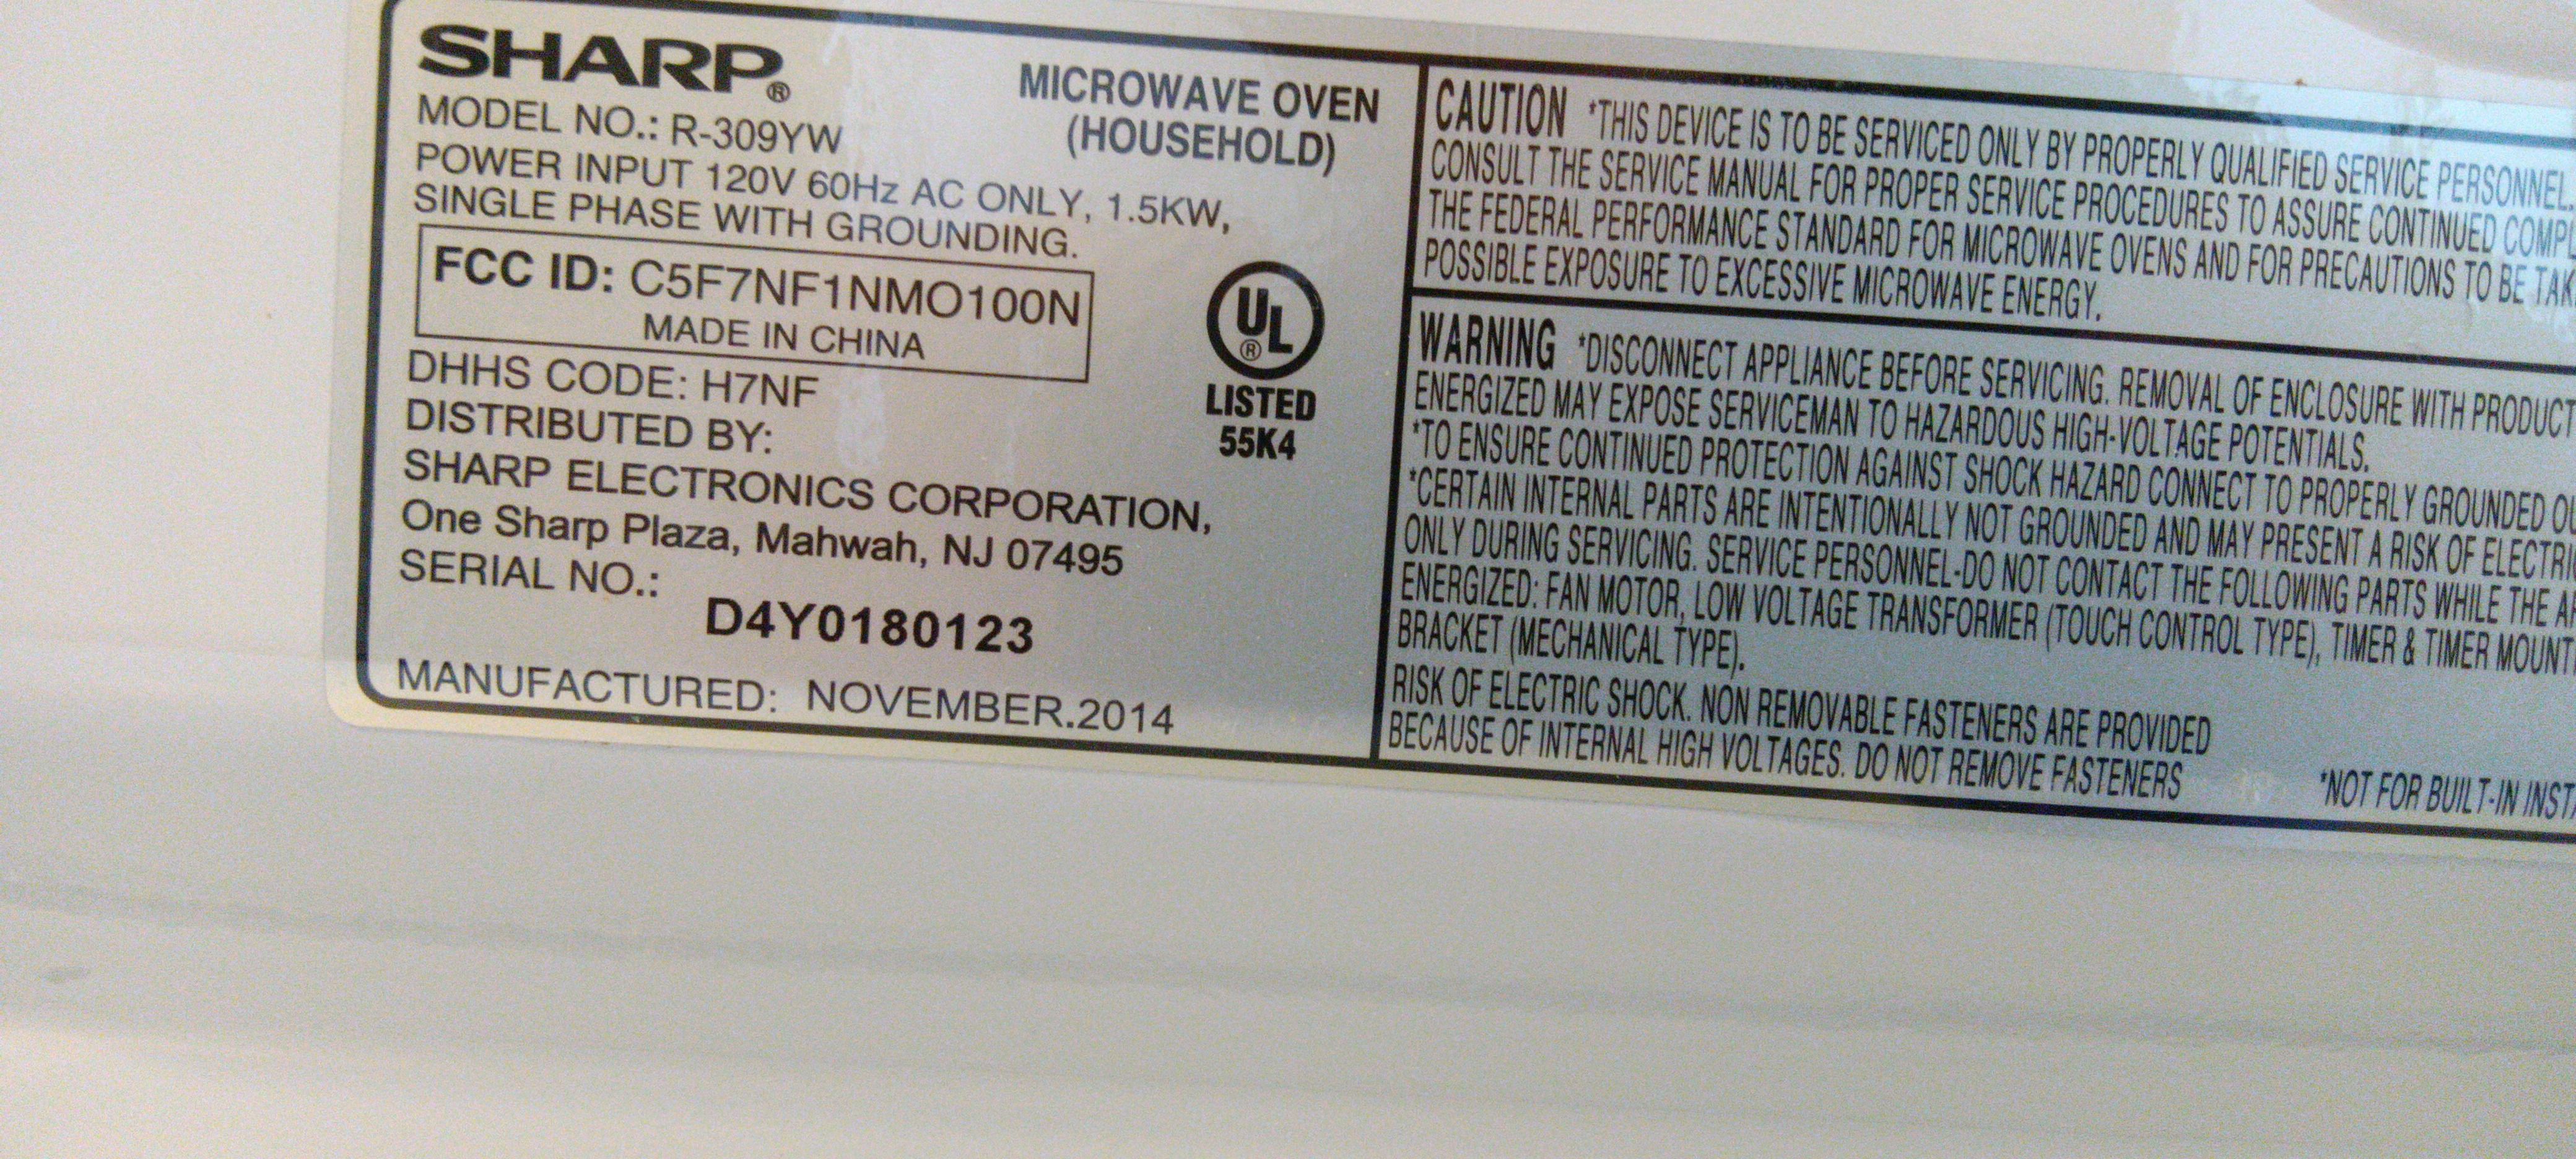 SHARP®
MODEL NO.: R-309YW
MICROWAVE OVEN
(HOUSEHOLD)
POWER INPUT 120V 60Hz AC ONLY, 1.5KW,
SINGLE PHASE WITH GROUNDING.
FCC ID: C5F7NF1NMO100N
MADE IN CHINA
UL®
LISTED
55K4
DHHS CODE: H7NF
DISTRIBUTED BY:
SHARP ELECTRONICS CORPORATION,
One Sharp Plaza, Mahwah, NJ 07495
SERIAL NO.:
D4Y0180123
MANUFACTURED: NOVEMBER.2014
CAUTION *THIS DEVICE IS TO BE SERVICED ONLY BY PROPERLY QUALIFIED SERVICE PERSONNEL.
CONSULT THE SERVICE MANUAL FOR PROPER SERVICE PROCEDURES TO ASSURE CONTINUED
THE FEDERAL PERFORMANCE STANDARD FOR MICROWAVE OVENS AND FOR PRECAUTIONS TO BE
POSSIBLE EXPOSURE TO EXCESSIVE MICROWAVE ENERGY.
WARNING *DISCONNECT APPLIANCE BEFORE SERVICING. REMOVAL OF ENCLOSURE WITH PRODUCT
ENERGIZED MAY EXPOSE SERVICEMAN TO HAZARDOUS HIGH-VOLTAGE POTENTIALS.
*TO ENSURE CONTINUED PROTECTION AGAINST SHOCK HAZARD CONNECT TO PROPERLY GROUNDED
*CERTAIN INTERNAL PARTS ARE INTENTIONALLY NOT GROUNDED AND MAY PRESENT A RISK OF
ONLY DURING SERVICING. SERVICE PERSONNEL-DO NOT CONTACT THE FOLLOWING PARTS WHILE THE
ENERGIZED: FAN MOTOR, LOW VOLTAGE TRANSFORMER (TOUCH CONTROL TYPE), TIMER & TIMER
BRACKET (MECHANICAL TYPE).
RISK OF ELECTRIC SHOCK. NON REMOVABLE FASTENERS ARE PROVIDED
BECAUSE OF INTERNAL HIGH VOLTAGES. DO NOT REMOVE FASTENERS
*NOT FOR BUILT-IN